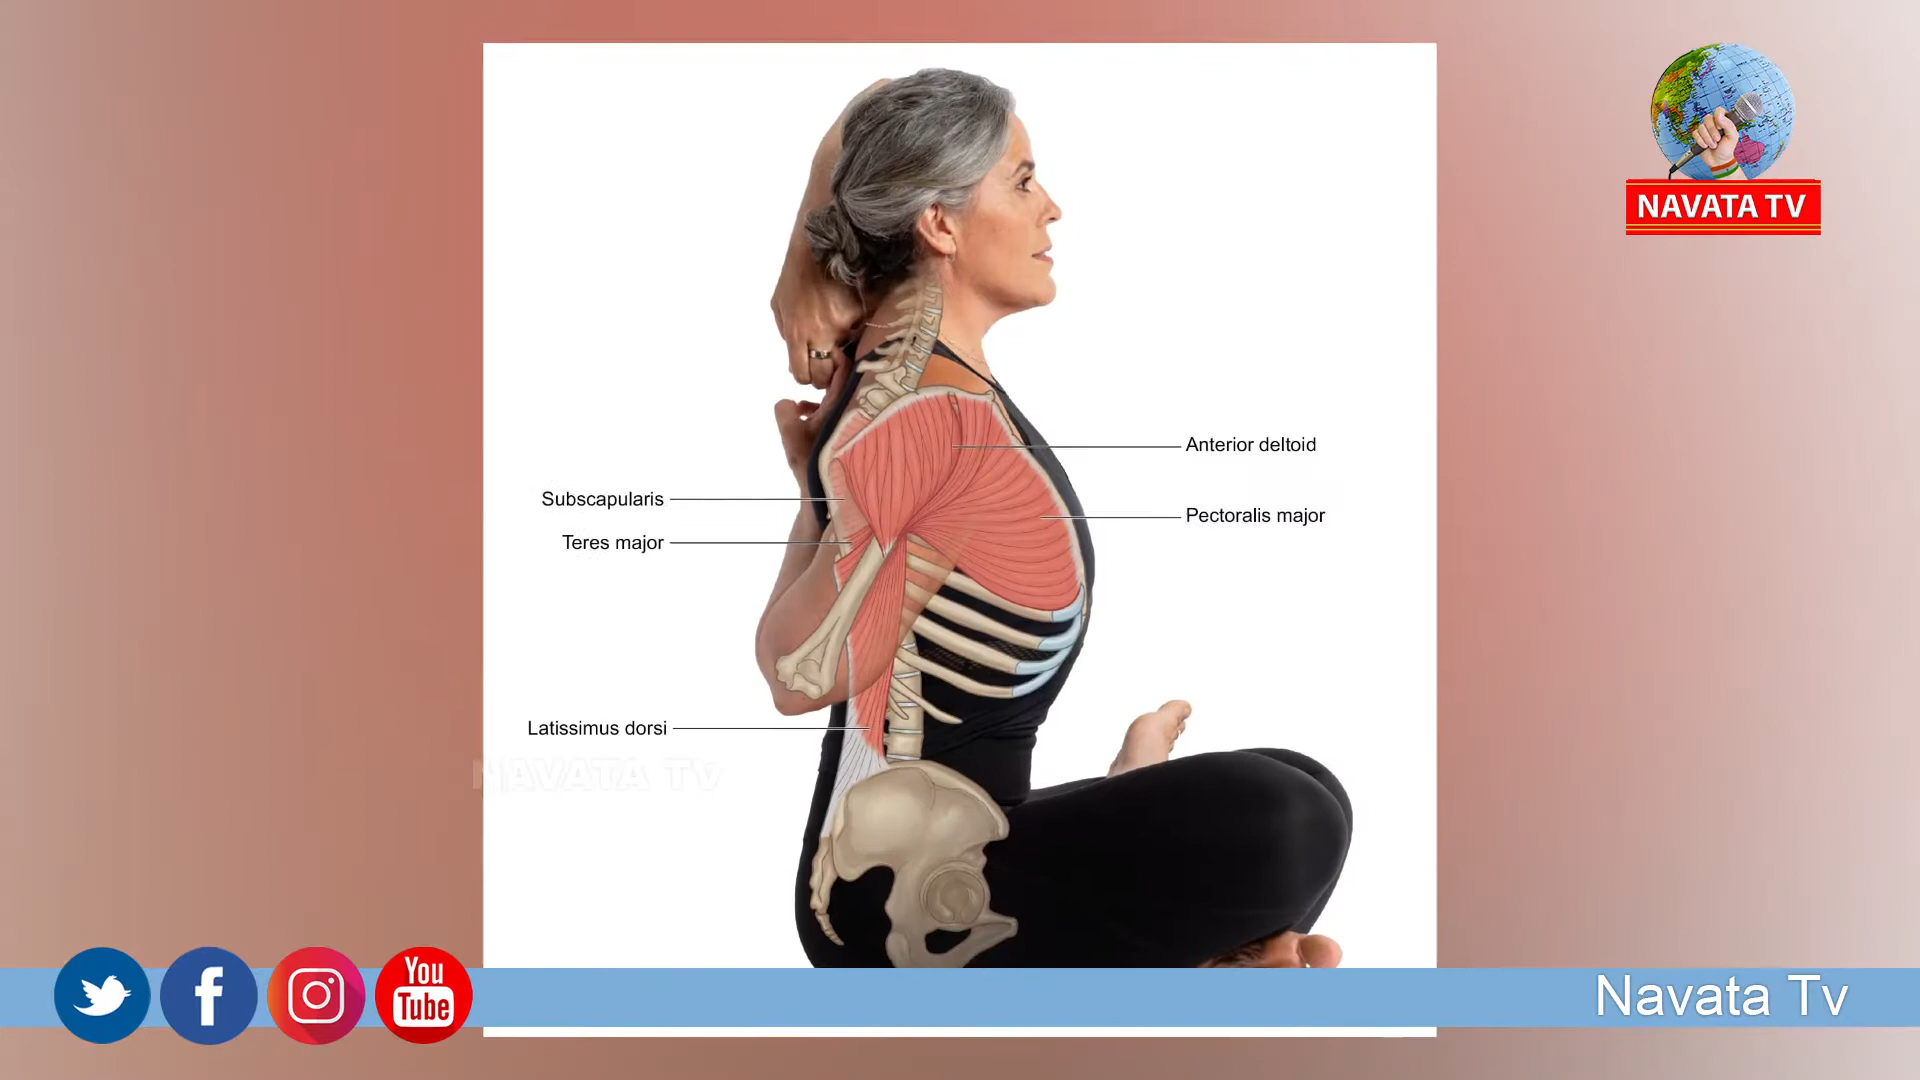 NAVATA TV
Anterior deltoid
Subscapularis
Pectoralis major
Teres major
Latissimus dorsi
NAVATA TV
You
Tube
Navata Tv